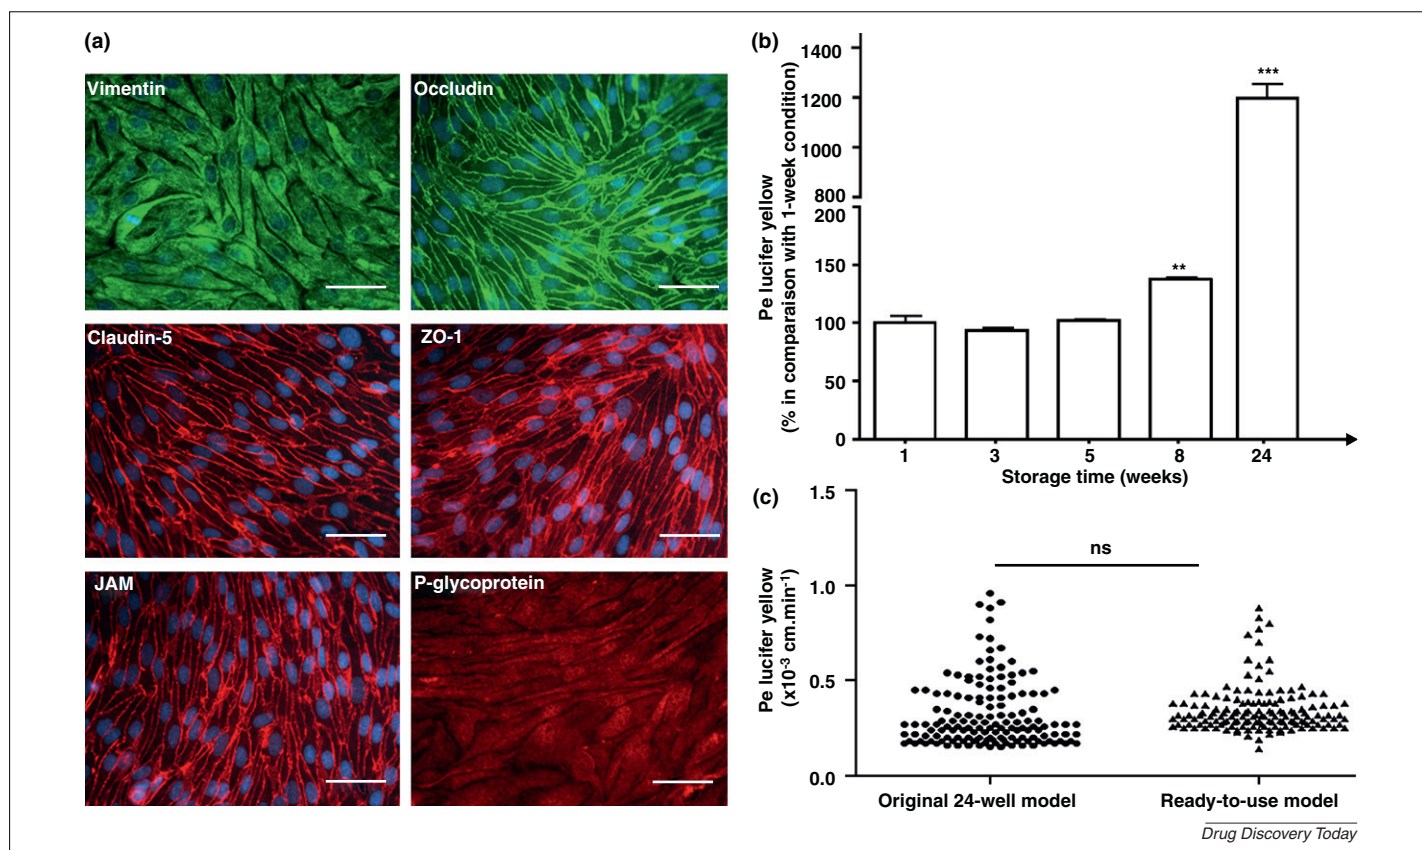 (a)
Vimentin
Occludin
Claudin-5
ZO-1
JAM
P-glycoprotein
(b)
Pe lucifer yellow
(% in comparaison with 1-week condition)
1400
1200
1000
800
200
150
100
50
0
**
***
1 3 5 8 24
Storage time (weeks)
(c)
Pe lucifer yellow
(x10⁻³ cm.min⁻¹)
1.5
1.0
0.5
0.0
ns
Original 24-well model
Ready-to-use model
Drug Discovery Today